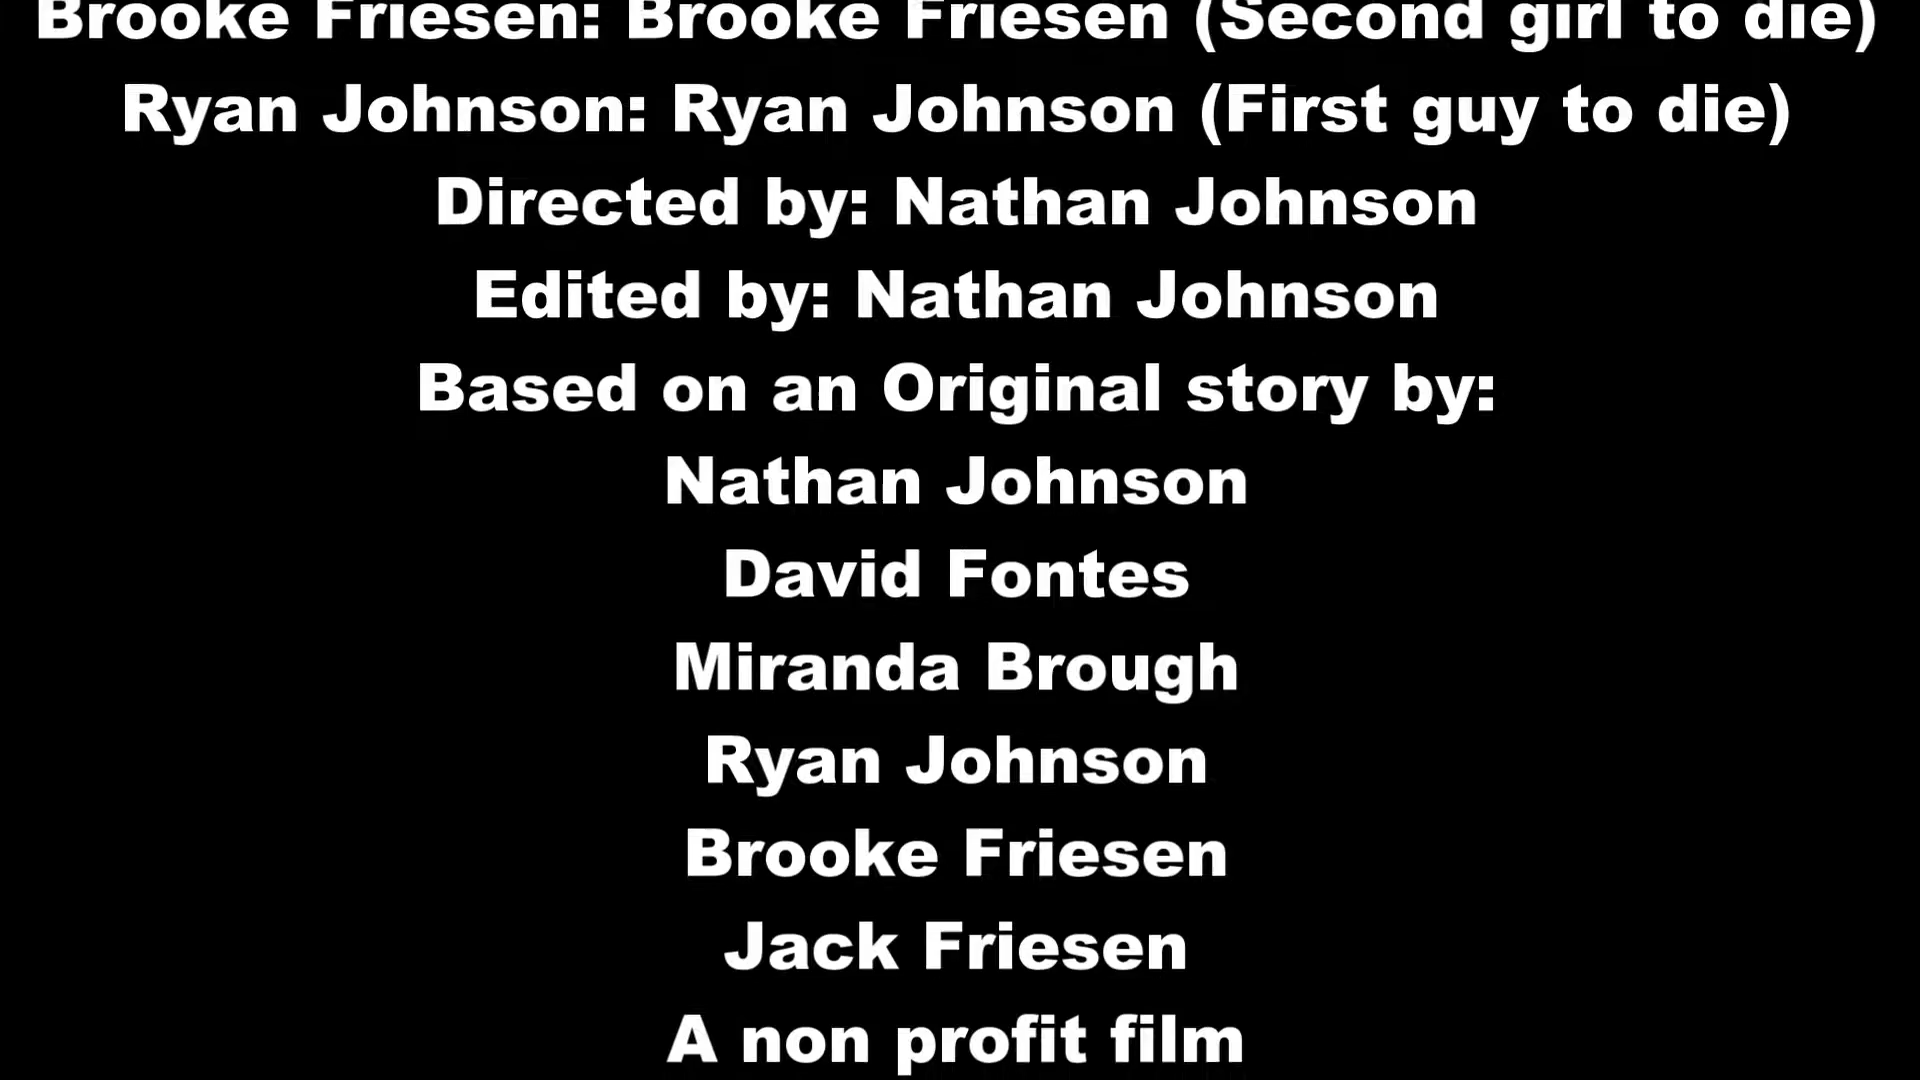 Brooke Friesen: Brooke Friesen (Second girl to die)
Ryan Johnson: Ryan Johnson (First guy to die)
Directed by: Nathan Johnson
Edited by: Nathan Johnson
Based on an Original story by:
Nathan Johnson
David Fontes
Miranda Brough
Ryan Johnson
Brooke Friesen
Jack Friesen
A non profit film